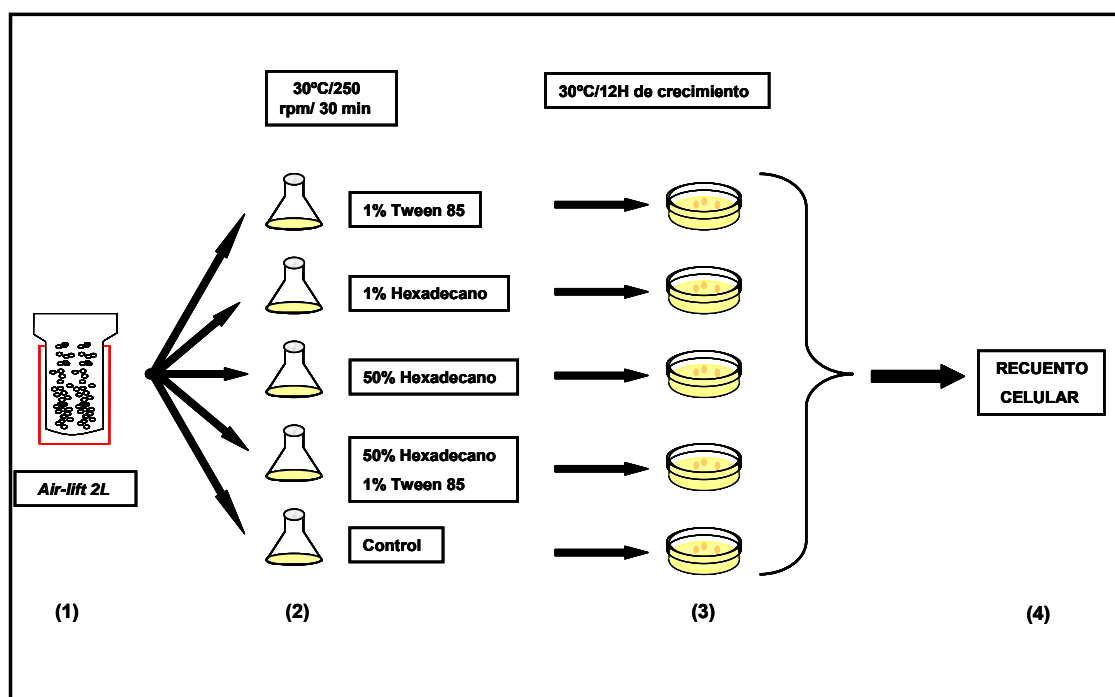 30ºC/250
rpm/ 30 min
30ºC/12H de crecimiento
1% Tween 85
1% Hexadecano
50% Hexadecano
50% Hexadecano
1% Tween 85
Control
Air-lift 2L
RECUENTO
CELULAR
(1)
(2)
(3)
(4)